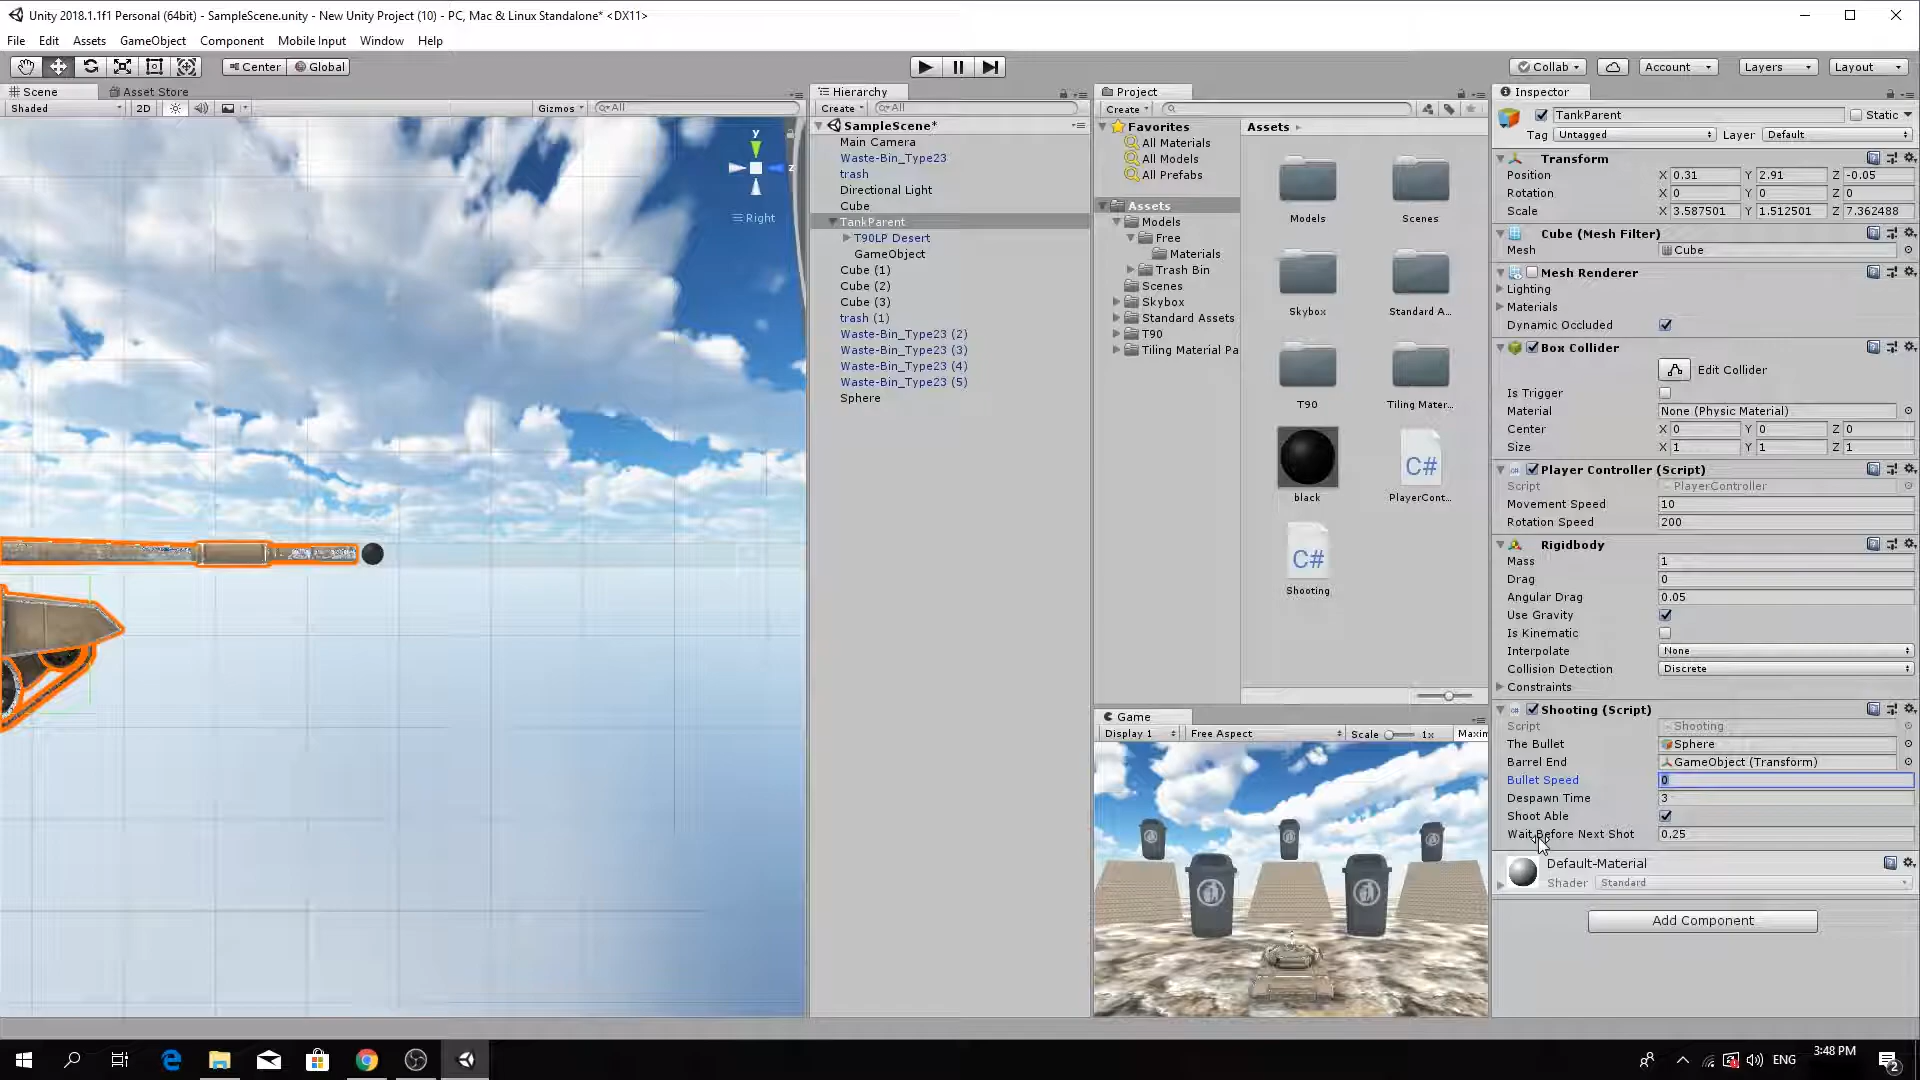 Unity 2018.1.1f1 Personal (64bit) - SampleScene.unity - New Unity Project (10) - PC, Mac & Linux Standalone* <DX11>
File Edit Assets GameObject Component Mobile Input Window Help
Center Global Collab Account Layers Layout
Scene Asset Store
Shaded 2D Gizmos All
y
z
Right
Hierarchy
Create All
SampleScene*
Main Camera
Waste-Bin_Type23
trash
Directional Light
Cube
TankParent
T90LP Desert
GameObject
Cube (1)
Cube (2)
Cube (3)
trash (1)
Waste-Bin_Type23 (2)
Waste-Bin_Type23 (3)
Waste-Bin_Type23 (4)
Waste-Bin_Type23 (5)
Sphere
Project
Create
Favorites
All Materials
All Models
All Prefabs
Assets
Models
Free
Materials
Trash Bin
Scenes
Skybox
Standard Assets
T90
Tiling Material Pa
Assets
Models Scenes
Skybox Standard A...
T90 Tiling Mater...
C#
black PlayerCont...
C#
Shooting
Game
Display 1 Free Aspect Scale 1x Maxim
Inspector
TankParent Static
Tag Untagged Layer Default
Transform
Position X 0.31 Y 2.91 Z -0.05
Rotation X 0 Y 0 Z 0
Scale X 3.587501 Y 1.512501 Z 7.362488
Cube (Mesh Filter)
Mesh Cube
Mesh Renderer
Lighting
Materials
Dynamic Occluded
Box Collider
Edit Collider
Is Trigger
Material None (Physic Material)
Center X 0 Y 0 Z 0
Size X 1 Y 1 Z 1
Player Controller (Script)
Script PlayerController
Movement Speed 10
Rotation Speed 200
Rigidbody
Mass 1
Drag 0
Angular Drag 0.05
Use Gravity
Is Kinematic
Interpolate None
Collision Detection Discrete
Constraints
Shooting (Script)
Script Shooting
The Bullet Sphere
Barrel End GameObject (Transform)
Bullet Speed 0
Despawn Time 3
Shoot Able
Wait Before Next Shot 0.25
Default-Material
Shader Standard
Add Component
ENG 3:48 PM 2